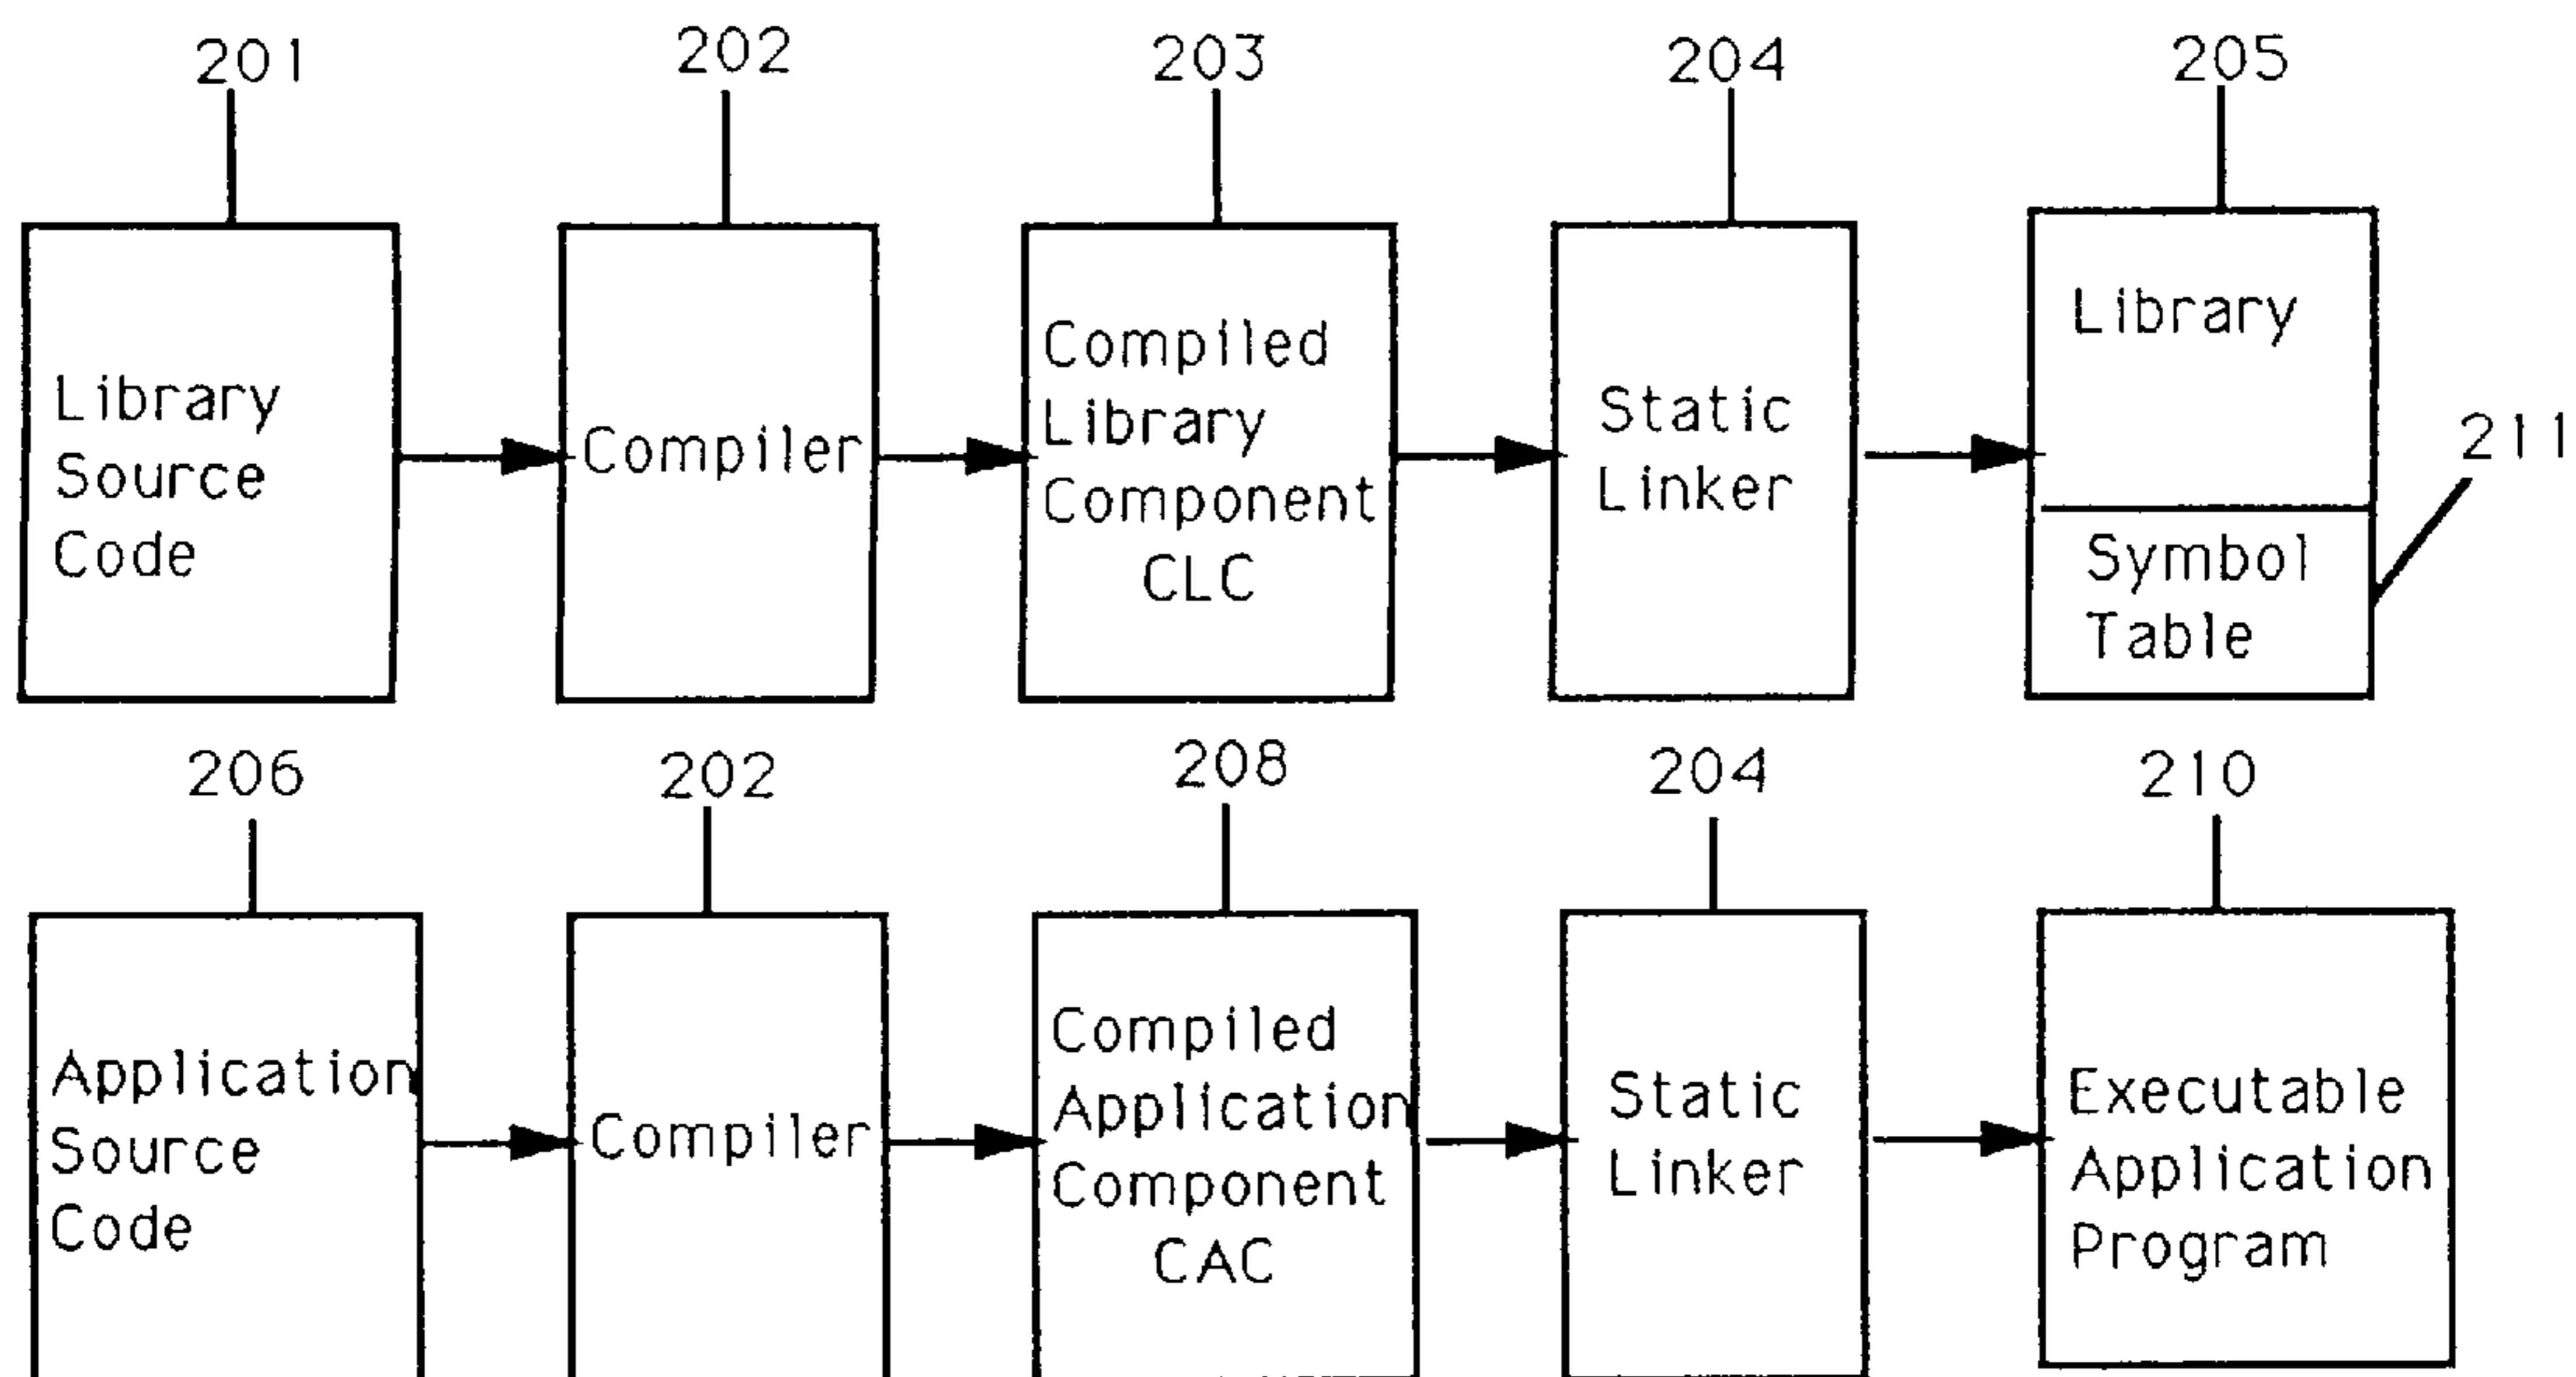 201
202
203
204
205
Library
Source
Code
Compiler
Compiled
Library
Component
CLC
Static
Linker
Library
Symbol
Table
211
206
202
208
204
210
Application
Source
Code
Compiler
Compiled
Application
Component
CAC
Static
Linker
Executable
Application
Program